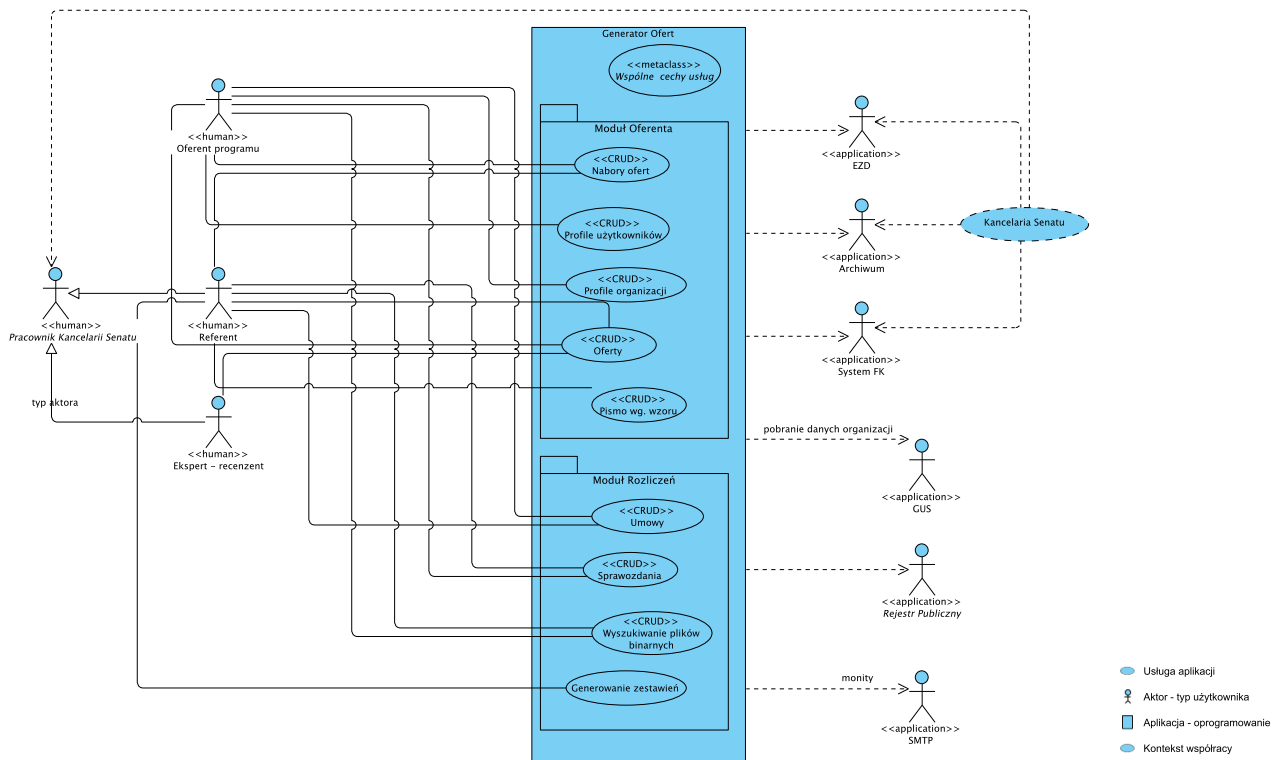 Generator Ofert
<<metaclass>>
Wspólne cechy usług
Moduł Oferenta
<<human>>
Oferent programu
<<CRUD>>
Nabory ofert
<<application>>
EZD
<<CRUD>>
Profile użytkowników
Kancelaria Senatu
<<application>>
Archiwum
<<CRUD>>
Profile organizacji
<<human>>
Pracownik Kancelarii Senatu
<<human>>
Referent
<<CRUD>>
Oferty
<<application>>
System FK
typ aktora
<<CRUD>>
Pismo wg. wzoru
pobranie danych organizacji
<<human>>
Ekspert – recenzent
Moduł Rozliczeń
<<application>>
GUS
<<CRUD>>
Umowy
<<CRUD>>
Sprawozdania
<<application>>
Rejestr Publiczny
<<CRUD>>
Wyszukiwanie plików
binarnych
Generowanie zestawień
monity
<<application>>
SMTP
Usługa aplikacji
Aktor - typ użytkownika
Aplikacja - oprogramowanie
Kontekst współracy